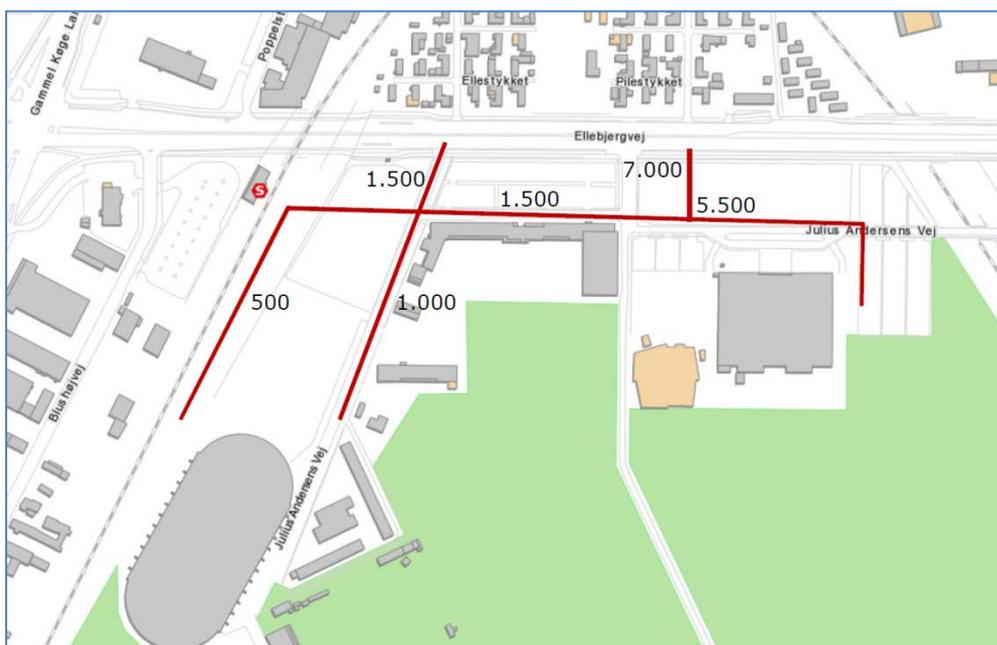 Gammel Køge Lan
Poppelst
Ellestykket
Pilestykket
Ellebjergvej
S
1.500
7.000
1.500
5.500
Julius Andersens Vej
500
1.000
Blushøjvej
Julius Andersens Vej